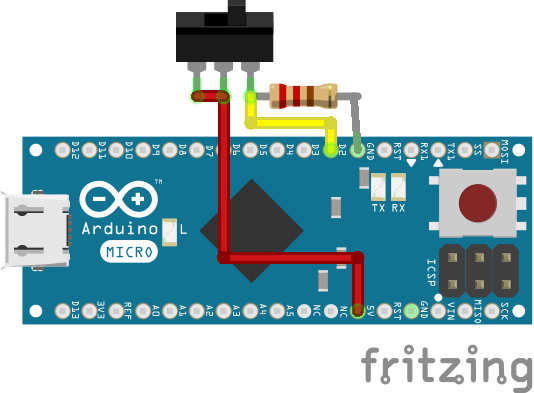 D12 D11 D10 D9 D8 D7 D6 D5 D4 D3 D2 GND RST RX1 TX1 SS MOSI
TM
Arduino
MICRO
L
TX RX
ICSP
D13 3V3 REF A0 A1 A2 A3 A4 A5 NC NC 5V RST GND VIN MISO SCK
fritzing